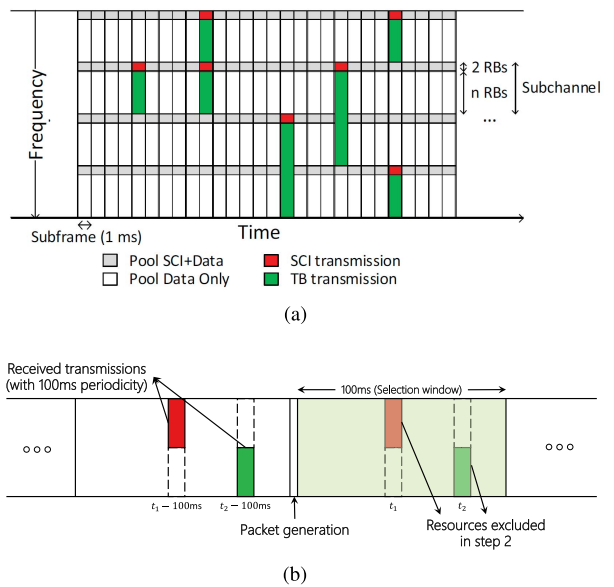 Frequency
2 RBs
n RBs
Subchannel
...
Subframe (1 ms)
Time
Pool SCI+Data
SCI transmission
Pool Data Only
TB transmission
(a)
Received transmissions
(with 100ms periodicity)
100ms (Selection window)
t₁ − 100ms
t₂ − 100ms
t₁
t₂
Packet generation
Resources excluded
in step 2
(b)